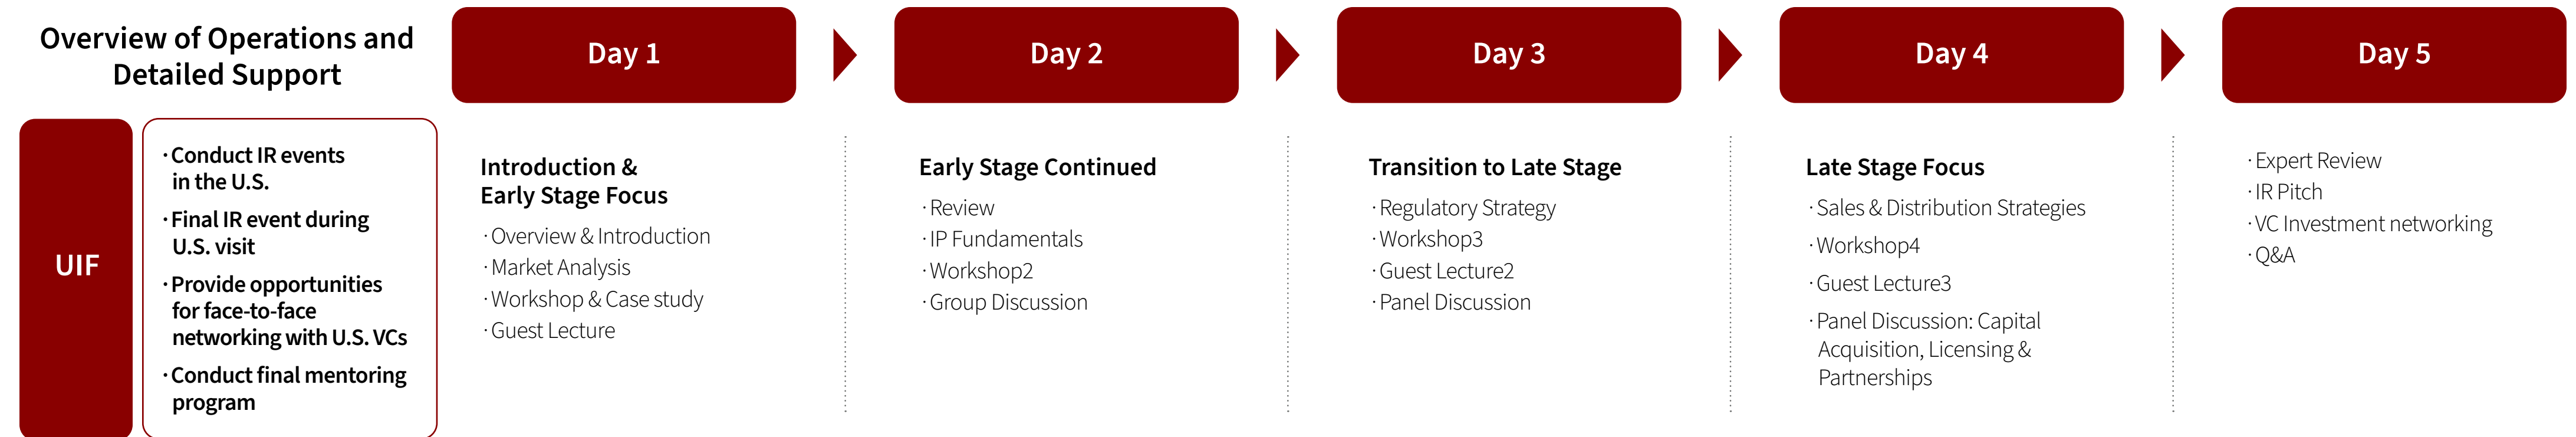 Overview of Operations and
Detailed Support
UIF
·Conduct IR events
in the U.S.
·Final IR event during
U.S. visit
·Provide opportunities
for face-to-face
networking with U.S. VCs
·Conduct final mentoring
program
Day 1
Introduction &
Early Stage Focus
·Overview & Introduction
·Market Analysis
·Workshop & Case study
·Guest Lecture
Day 2
Early Stage Continued
·Review
·IP Fundamentals
·Workshop2
·Group Discussion
Day 3
Transition to Late Stage
·Regulatory Strategy
·Workshop3
·Guest Lecture2
·Panel Discussion
Day 4
Late Stage Focus
·Sales & Distribution Strategies
·Workshop4
·Guest Lecture3
·Panel Discussion: Capital
Acquisition, Licensing &
Partnerships
Day 5
·Expert Review
·IR Pitch
·VC Investment networking
·Q&A